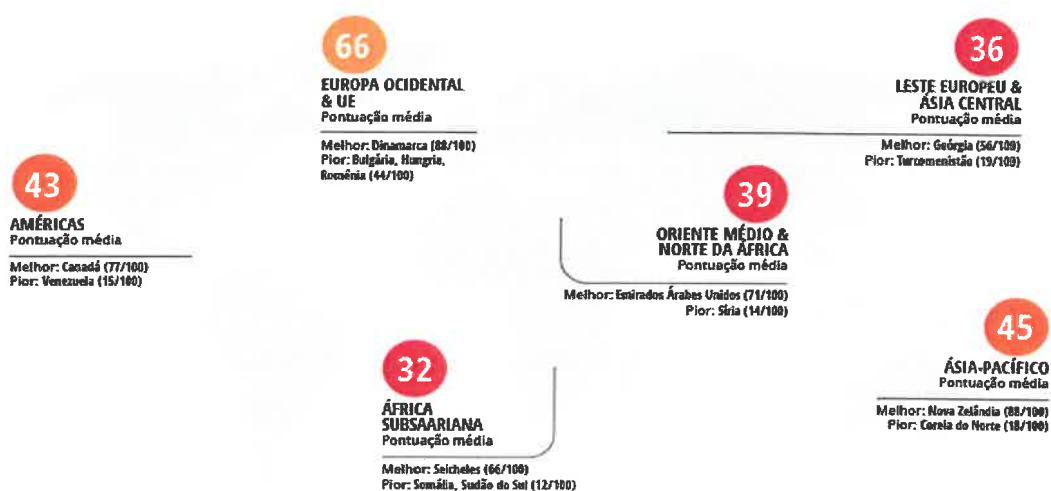 66
EUROPA OCIDENTAL
& UE
Pontuação média
Melhor: Dinamarca (88/100)
Pior: Bulgária, Hungria,
Romênia (44/100)
36
LESTE EUROPEU &
ÁSIA CENTRAL
Pontuação média
Melhor: Geórgia (56/100)
Pior: Turcomenistão (19/100)
43
AMÉRICAS
Pontuação média
Melhor: Canadá (77/100)
Pior: Venezuela (15/100)
39
ORIENTE MÉDIO &
NORTE DA ÁFRICA
Pontuação média
Melhor: Emirados Árabes Unidos (71/100)
Pior: Síria (14/100)
32
ÁFRICA
SUBSAARIANA
Pontuação média
Melhor: Seicheles (66/100)
Pior: Somália, Sudão do Sul (12/100)
45
ÁSIA-PACÍFICO
Pontuação média
Melhor: Nova Zelândia (88/100)
Pior: Coreia do Norte (18/100)